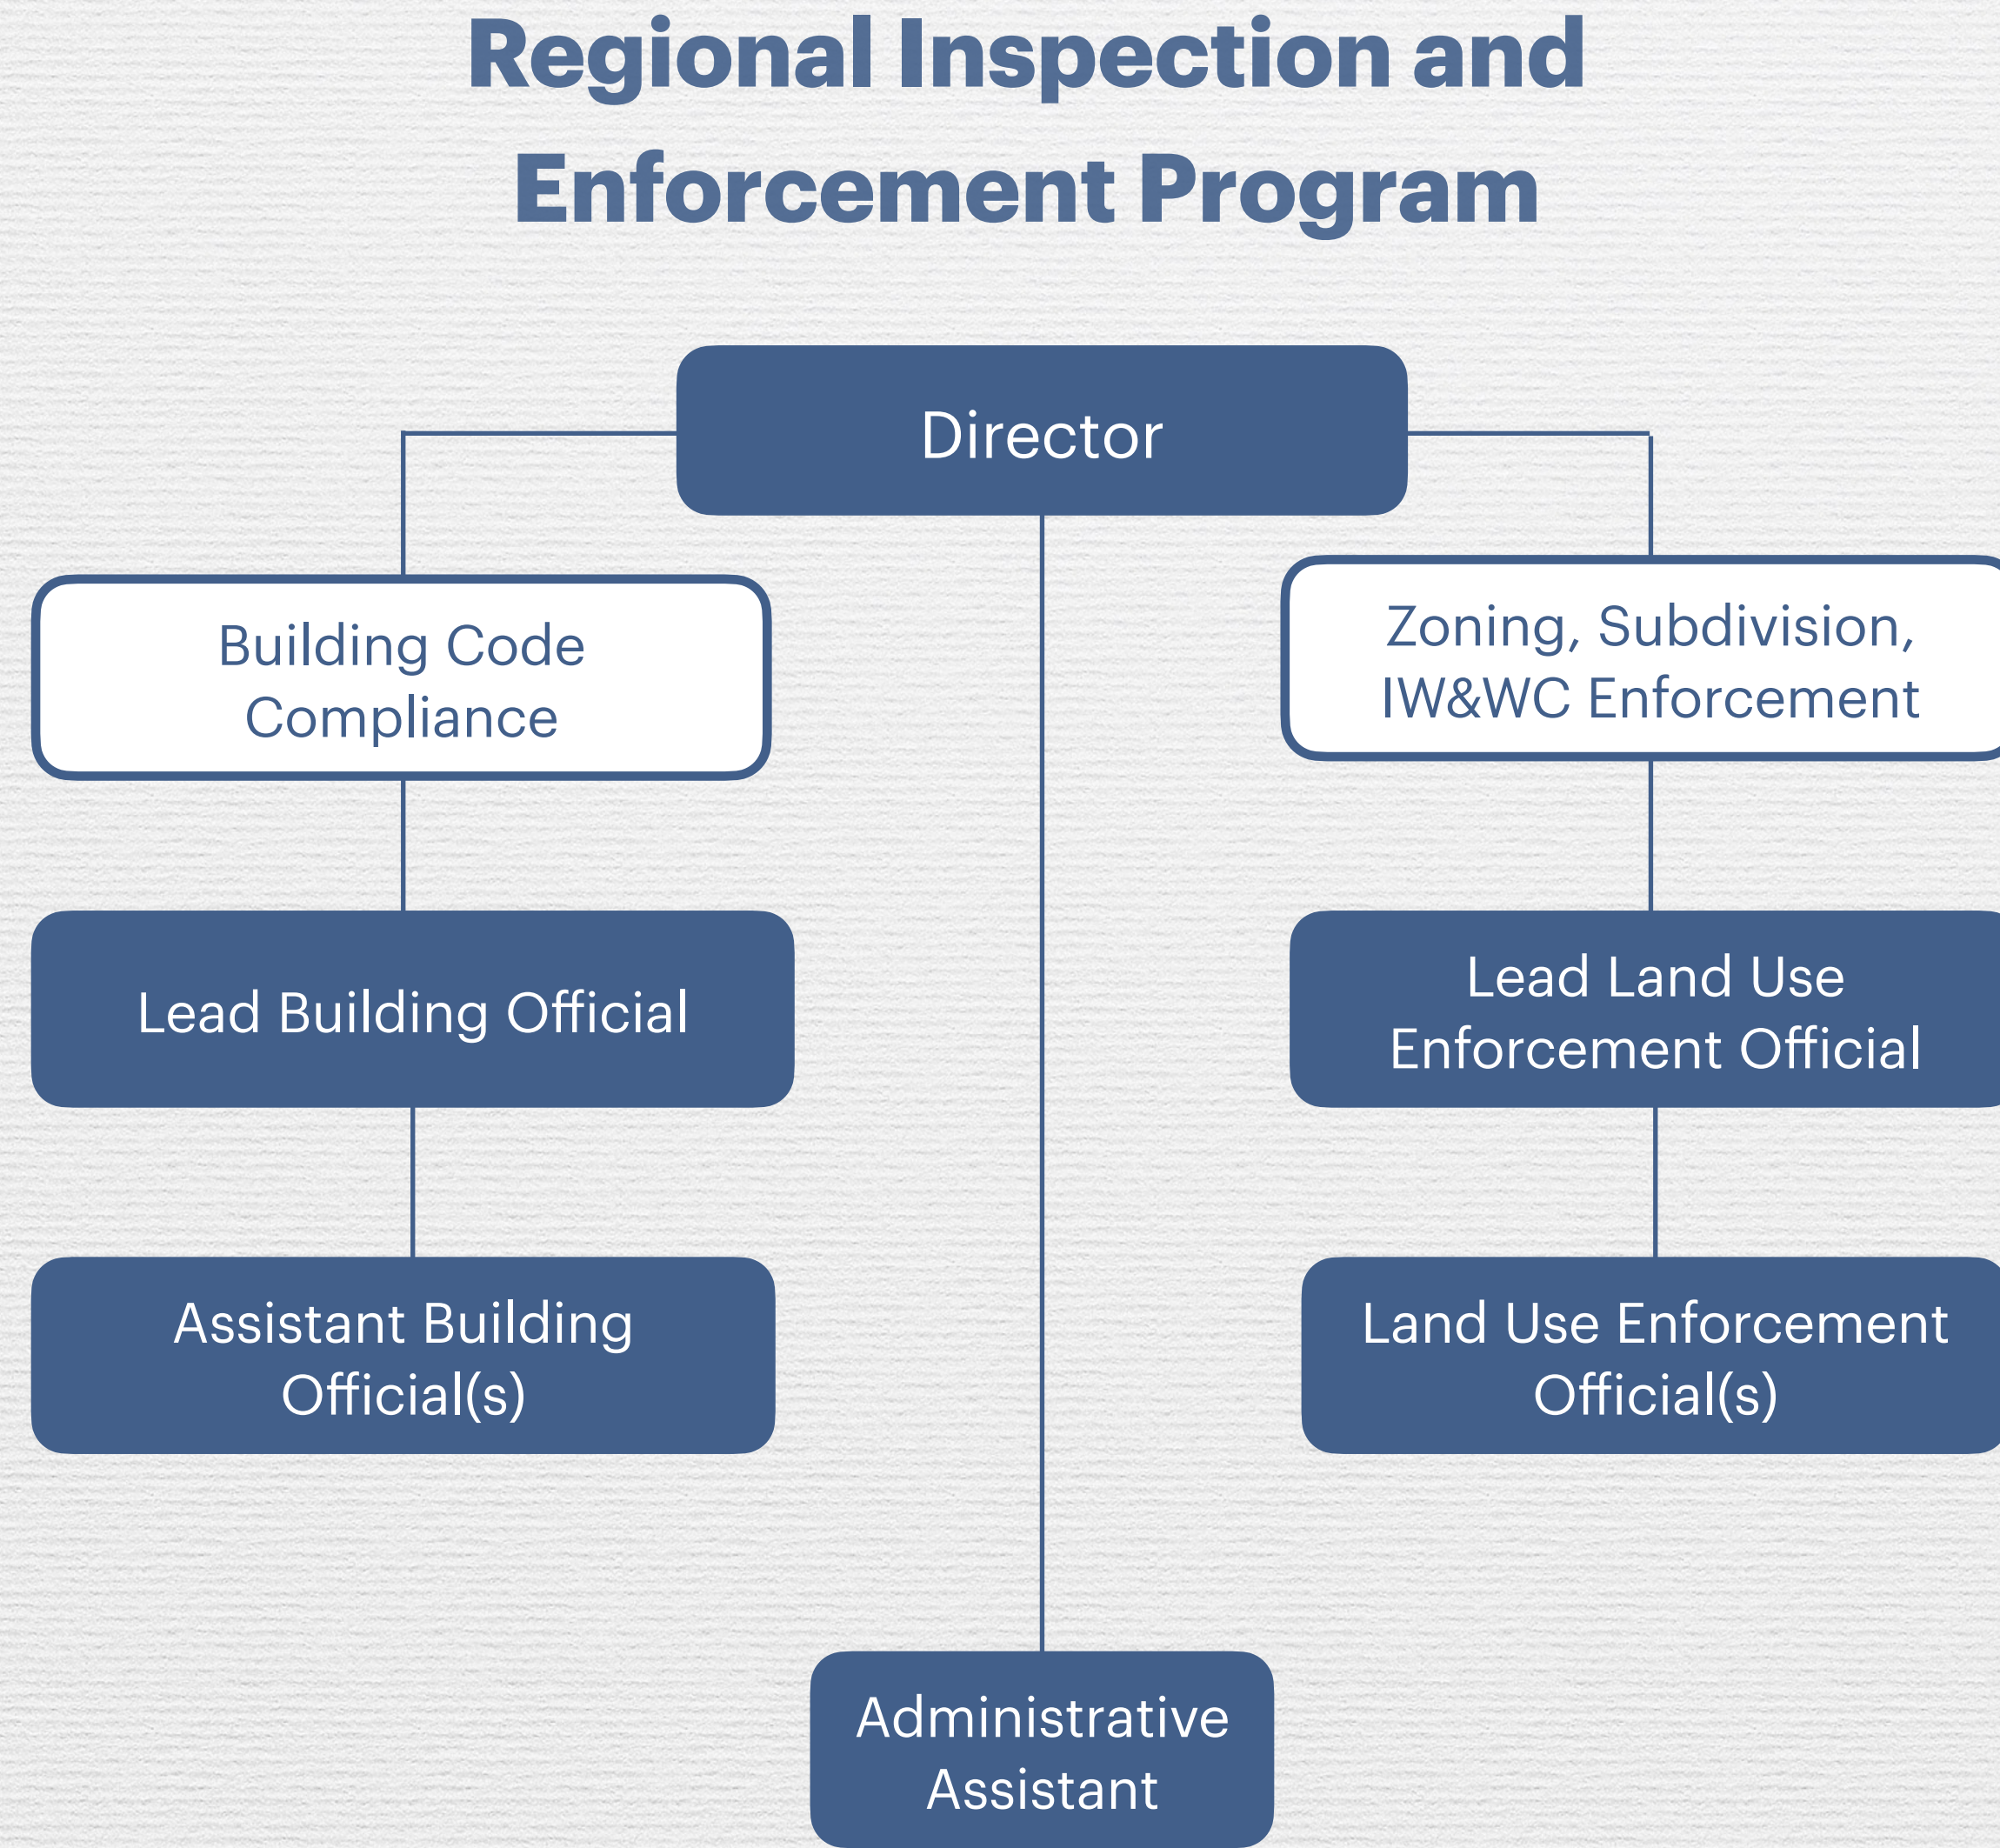 Regional Inspection and
Enforcement Program
Director
Building Code
Compliance
Zoning, Subdivision,
IW&WC Enforcement
Lead Building Official
Lead Land Use
Enforcement Official
Assistant Building
Official(s)
Land Use Enforcement
Official(s)
Administrative
Assistant